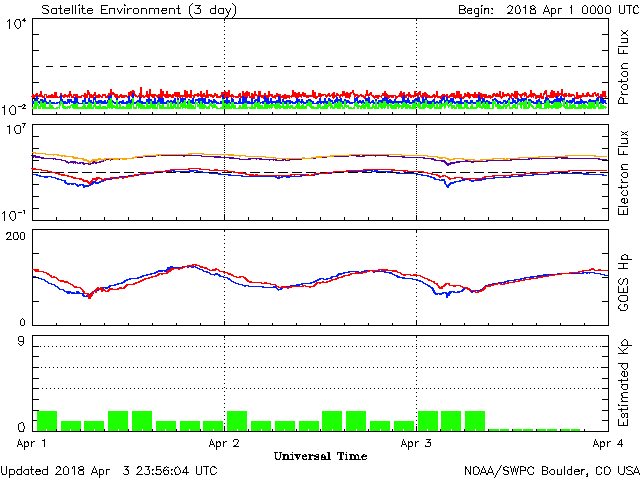 Satellite Environment (3 day)
Begin: 2018 Apr 1 0000 UTC
10^4
10^-2
Proton Flux
10^7
10^-1
Electron Flux
200
0
GOES Hp
9
0
Estimated Kp
Apr 1
Apr 2
Apr 3
Apr 4
Universal Time
Updated 2018 Apr 3 23:56:04 UTC
NOAA/SWPC Boulder, CO USA